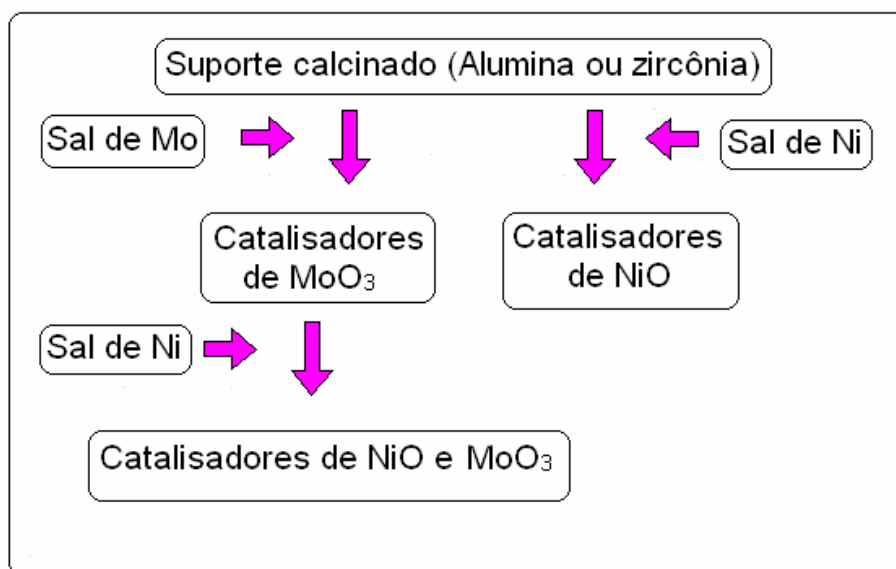 Suporte calcinado (Alumina ou zircônia)
Sal de Mo
Sal de Ni
Catalisadores
de MoO₃
Catalisadores
de NiO
Sal de Ni
Catalisadores de NiO e MoO₃